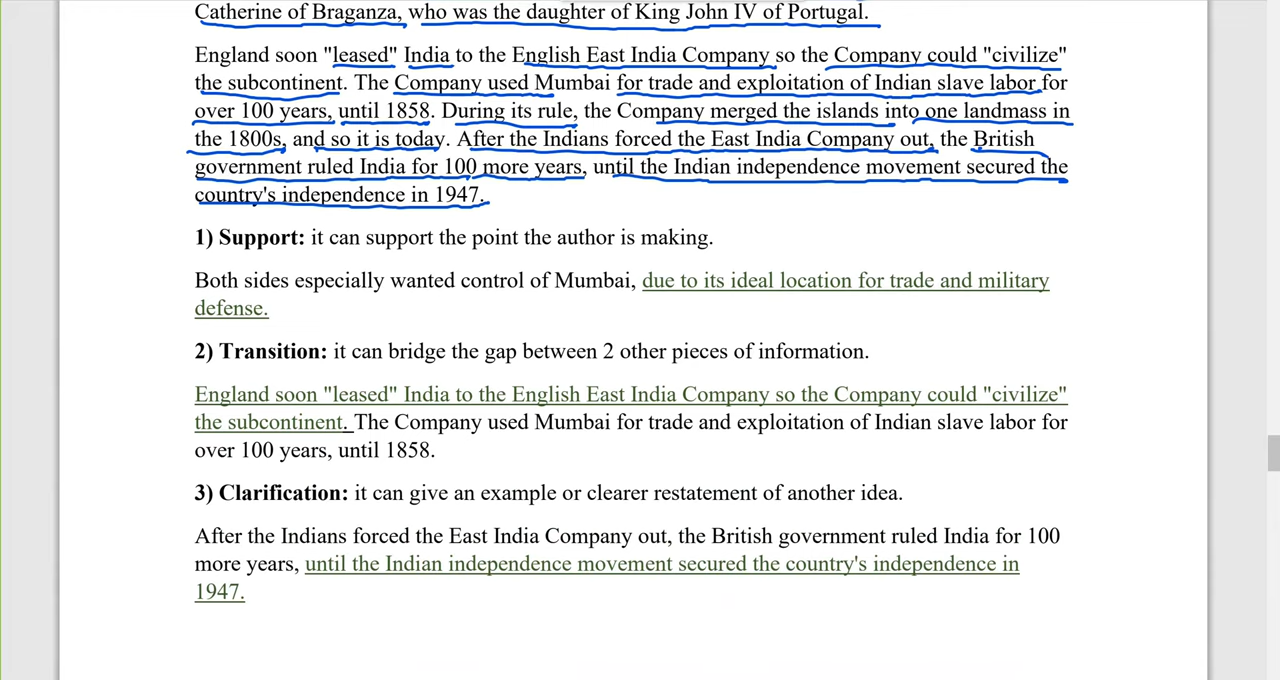 Catherine of Braganza, who was the daughter of King John IV of Portugal.
England soon "leased" India to the English East India Company so the Company could "civilize"
the subcontinent. The Company used Mumbai for trade and exploitation of Indian slave labor for
over 100 years, until 1858. During its rule, the Company merged the islands into one landmass in
the 1800s, and so it is today. After the Indians forced the East India Company out, the British
government ruled India for 100 more years, until the Indian independence movement secured the
country's independence in 1947.
1) Support: it can support the point the author is making.
Both sides especially wanted control of Mumbai, due to its ideal location for trade and military
defense.
2) Transition: it can bridge the gap between 2 other pieces of information.
England soon "leased" India to the English East India Company so the Company could "civilize"
the subcontinent. The Company used Mumbai for trade and exploitation of Indian slave labor for
over 100 years, until 1858.
3) Clarification: it can give an example or clearer restatement of another idea.
After the Indians forced the East India Company out, the British government ruled India for 100
more years, until the Indian independence movement secured the country's independence in
1947.